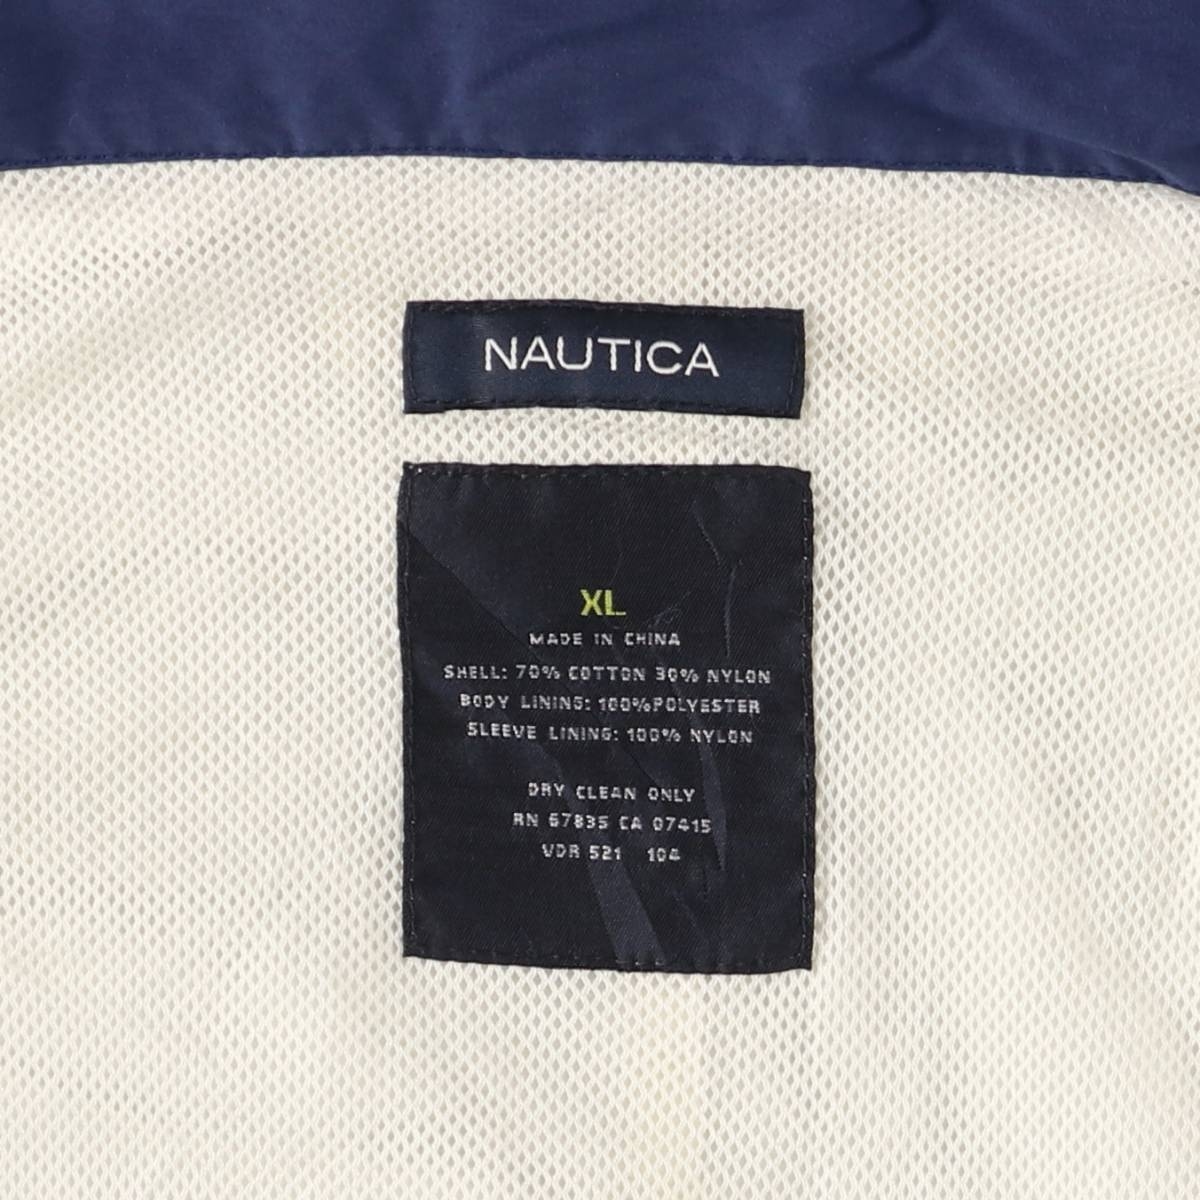 NAUTICA
XL
MADE IN CHINA
SHELL: 70% COTTON 30% NYLON
BODY LINING: 100%POLYESTER
SLEEVE LINING: 100% NYLON
DRY CLEAN ONLY
RN 67835 CA 07415
VDR 521 104